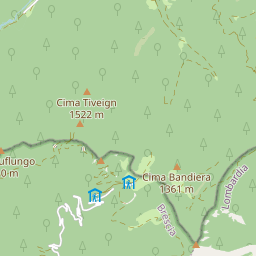 Cima Tiveign
1522 m
uflungo
0 m
Cima Bandiera
1361 m
Lombardia
Brescia